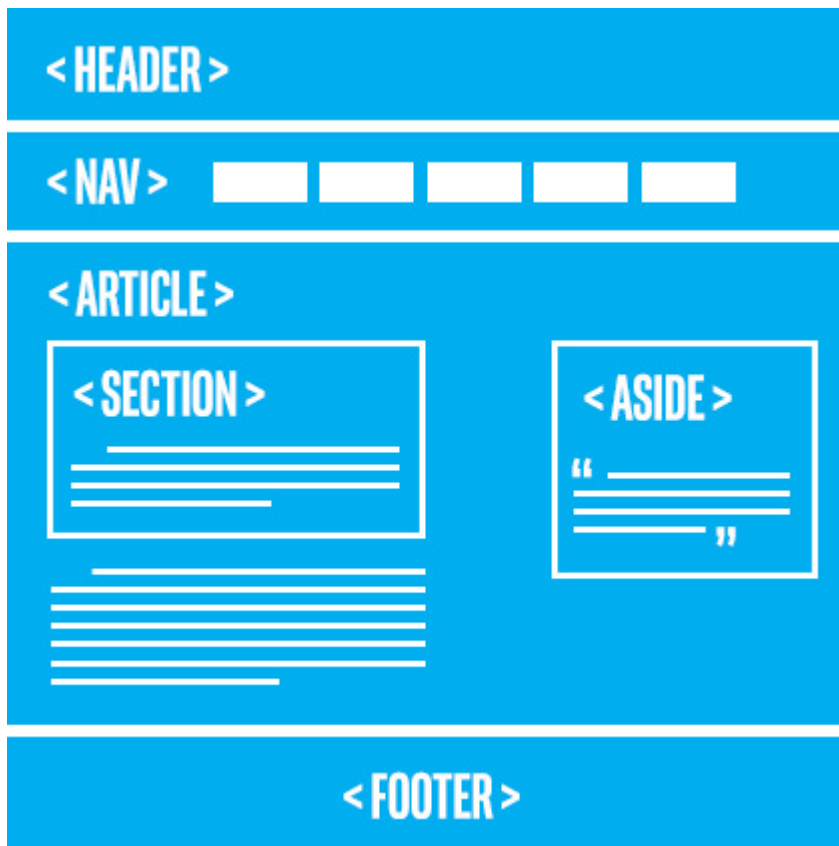 <HEADER>
<NAV>
<ARTICLE>
<SECTION>
<ASIDE>
“
”
<FOOTER>